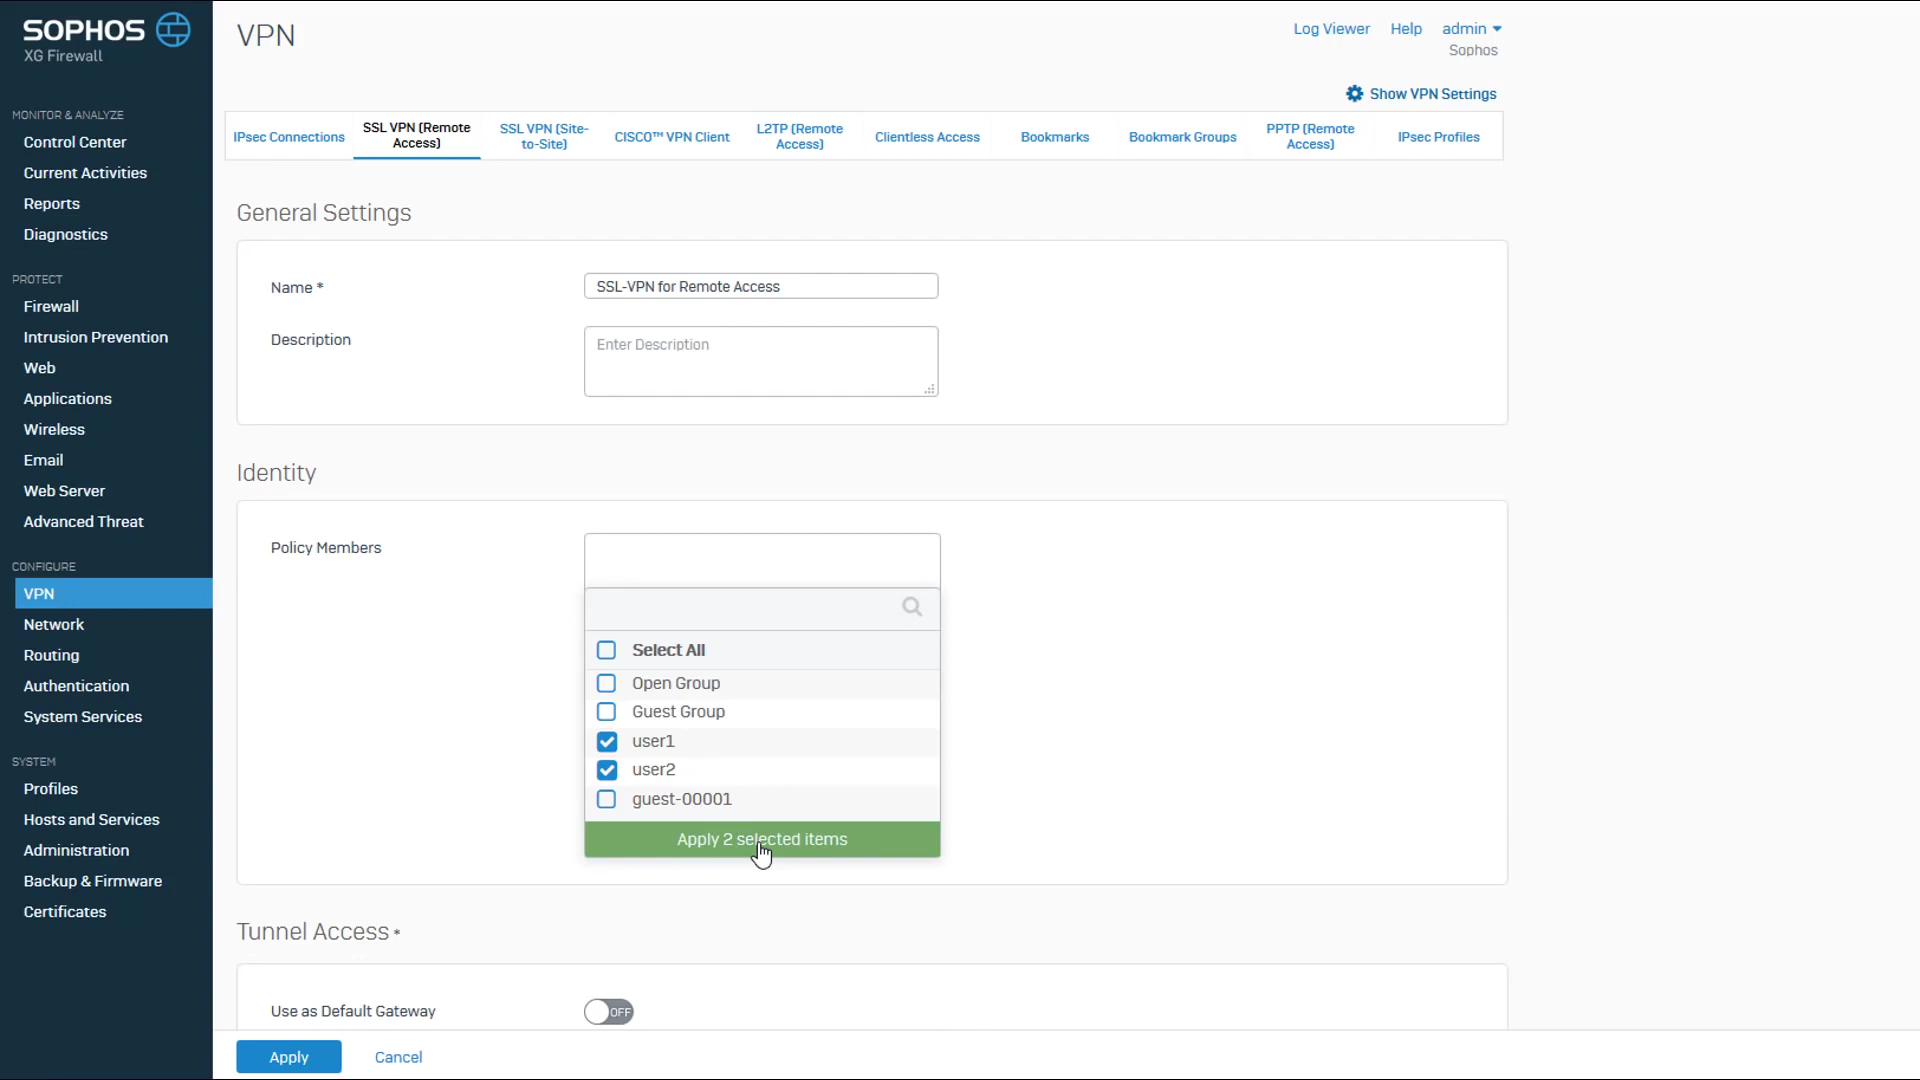 SOPHOS
XG Firewall
MONITOR & ANALYZE
Control Center
Current Activities
Reports
Diagnostics
PROTECT
Firewall
Intrusion Prevention
Web
Applications
Wireless
Email
Web Server
Advanced Threat
CONFIGURE
VPN
Network
Routing
Authentication
System Services
SYSTEM
Profiles
Hosts and Services
Administration
Backup & Firmware
Certificates
VPN
Log Viewer
Help
admin
Sophos
Show VPN Settings
IPsec Connections
SSL VPN (Remote
Access)
SSL VPN (Site-
to-Site)
CISCO™ VPN Client
L2TP (Remote
Access)
Clientless Access
Bookmarks
Bookmark Groups
PPTP (Remote
Access)
IPsec Profiles
General Settings
Name *
SSL-VPN for Remote Access
Description
Enter Description
Identity
Policy Members
Select All
Open Group
Guest Group
user1
user2
guest-00001
Apply 2 selected items
Tunnel Access *
Use as Default Gateway
OFF
Apply
Cancel